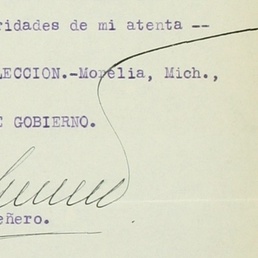 ridades de mi atenta --
LECCION.-Morelia, Mich.,
E GOBIERNO.
eñero.